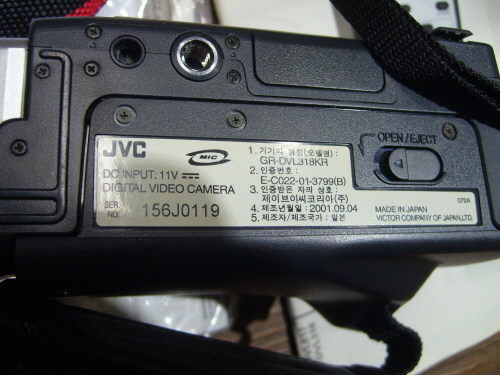 OPEN/EJECT
JVC
MIC
DC INPUT: 11V
DIGITAL VIDEO CAMERA
SER.
NO.
156J0119
1. 기기의 명칭(모델명) :
GR-DVL318KR
2. 인증번호 :
E-C022-01-3799(B)
3. 인증받은 자의 상호 :
제이브이씨코리아(주)
4. 제조년월일 : 2001.09.04
5. 제조자/제조국가 : 일본
072A
MADE IN JAPAN
VICTOR COMPANY OF JAPAN,LTD.